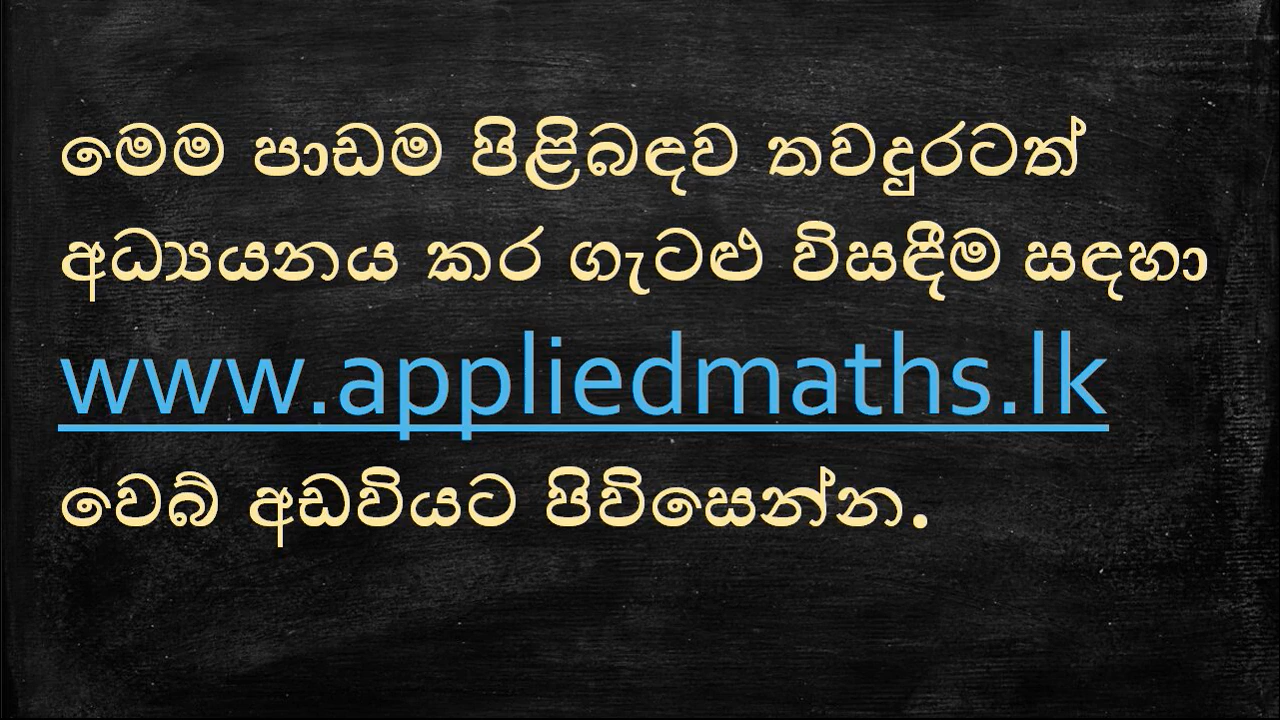 මෙම පාඩම පිළිබඳව තවදුරටත්
අධ්‍යයනය කර ගැටළු විසඳීම සඳහා
www.appliedmaths.lk
වෙබ් අඩවියට පිවිසෙන්න.